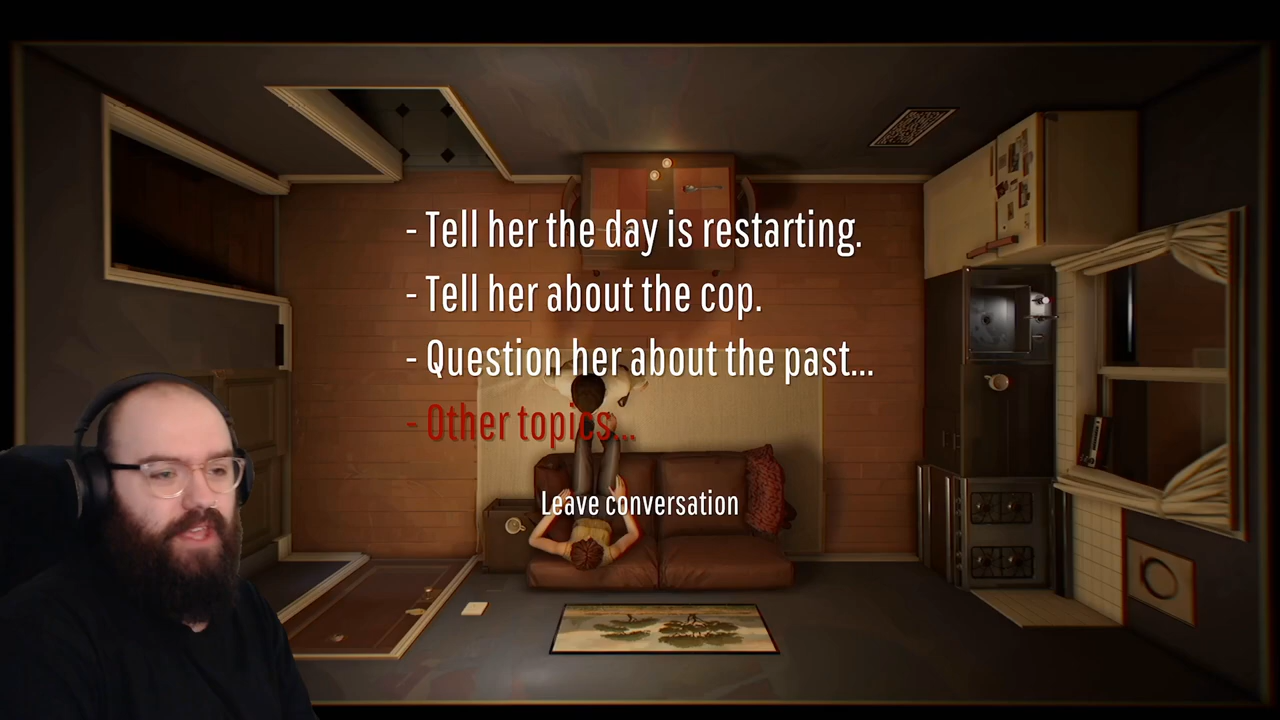 - Tell her the day is restarting.
- Tell her about the cop.
- Question her about the past...
- Other topics...
Leave conversation